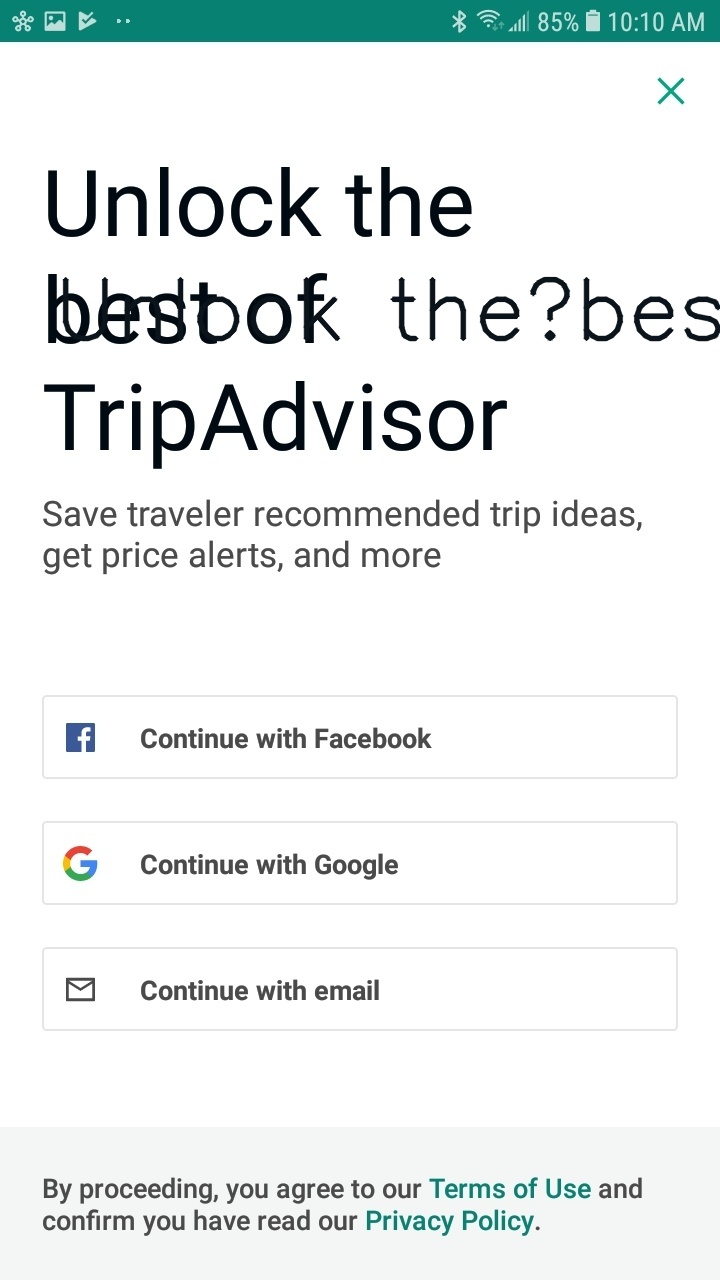 85% 10:10 AM
Unlock the
best of
Unlock the?bes
TripAdvisor
Save traveler recommended trip ideas,
get price alerts, and more
Continue with Facebook
Continue with Google
Continue with email
By proceeding, you agree to our Terms of Use and
confirm you have read our Privacy Policy.